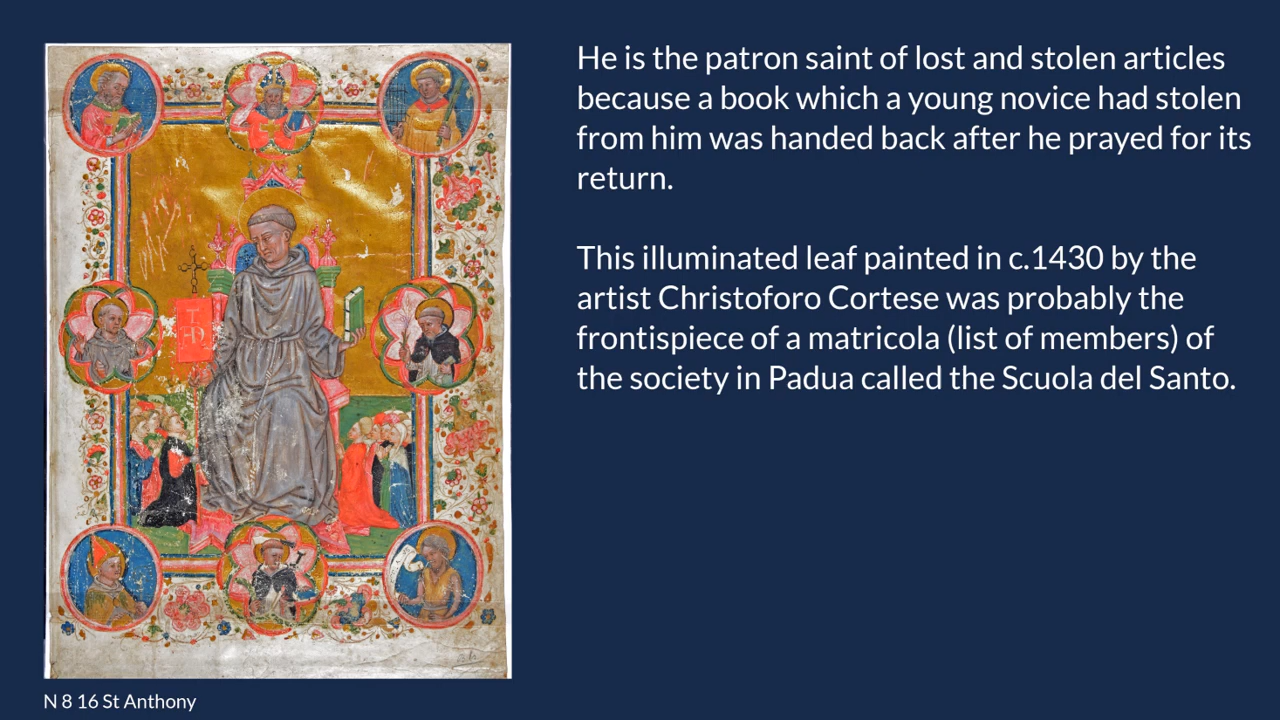 He is the patron saint of lost and stolen articles
because a book which a young novice had stolen
from him was handed back after he prayed for its
return.
This illuminated leaf painted in c.1430 by the
artist Christoforo Cortese was probably the
frontispiece of a matricola (list of members) of
the society in Padua called the Scuola del Santo.
N 8 16 St Anthony